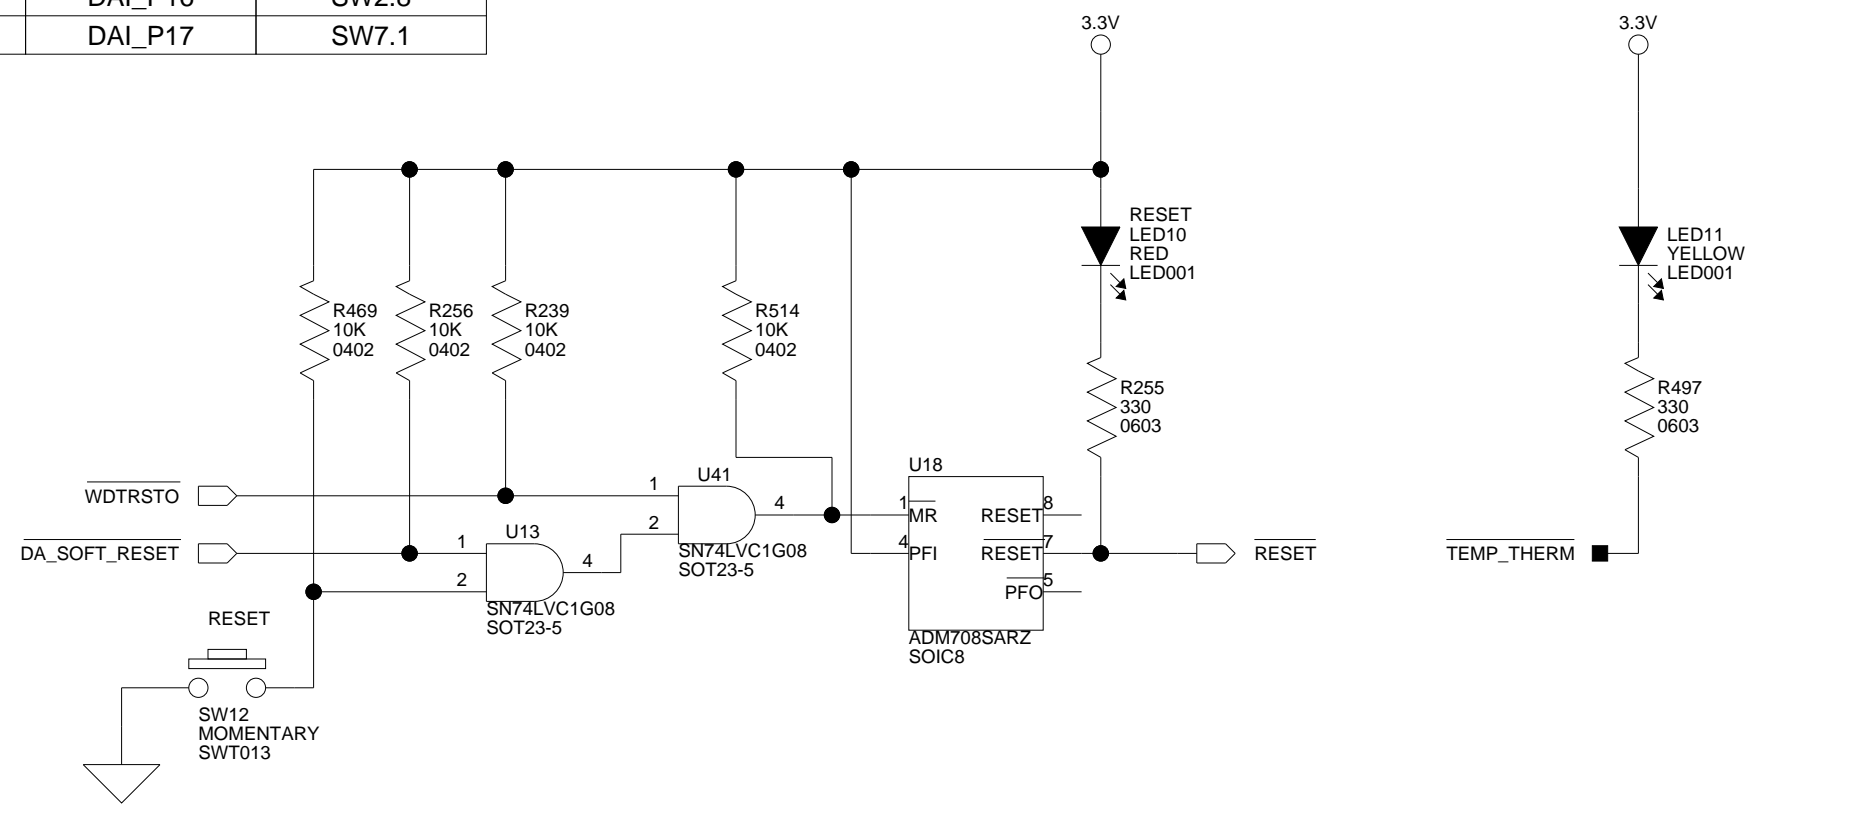 DAI_P17 SW7.1
3.3V
3.3V
RESET
LED10
RED
LED001
LED11
YELLOW
LED001
R469
10K
0402
R256
10K
0402
R239
10K
0402
R514
10K
0402
R255
330
0603
R497
330
0603
WDTRSTO
DA_SOFT_RESET
1
2
U13
4
SN74LVC1G08
SOT23-5
1
2
U41
4
SN74LVC1G08
SOT23-5
U18
1
MR
4
PFI
RESET
8
RESET
7
PFO
5
ADM708SARZ
SOIC8
RESET
TEMP_THERM
RESET
SW12
MOMENTARY
SWT013